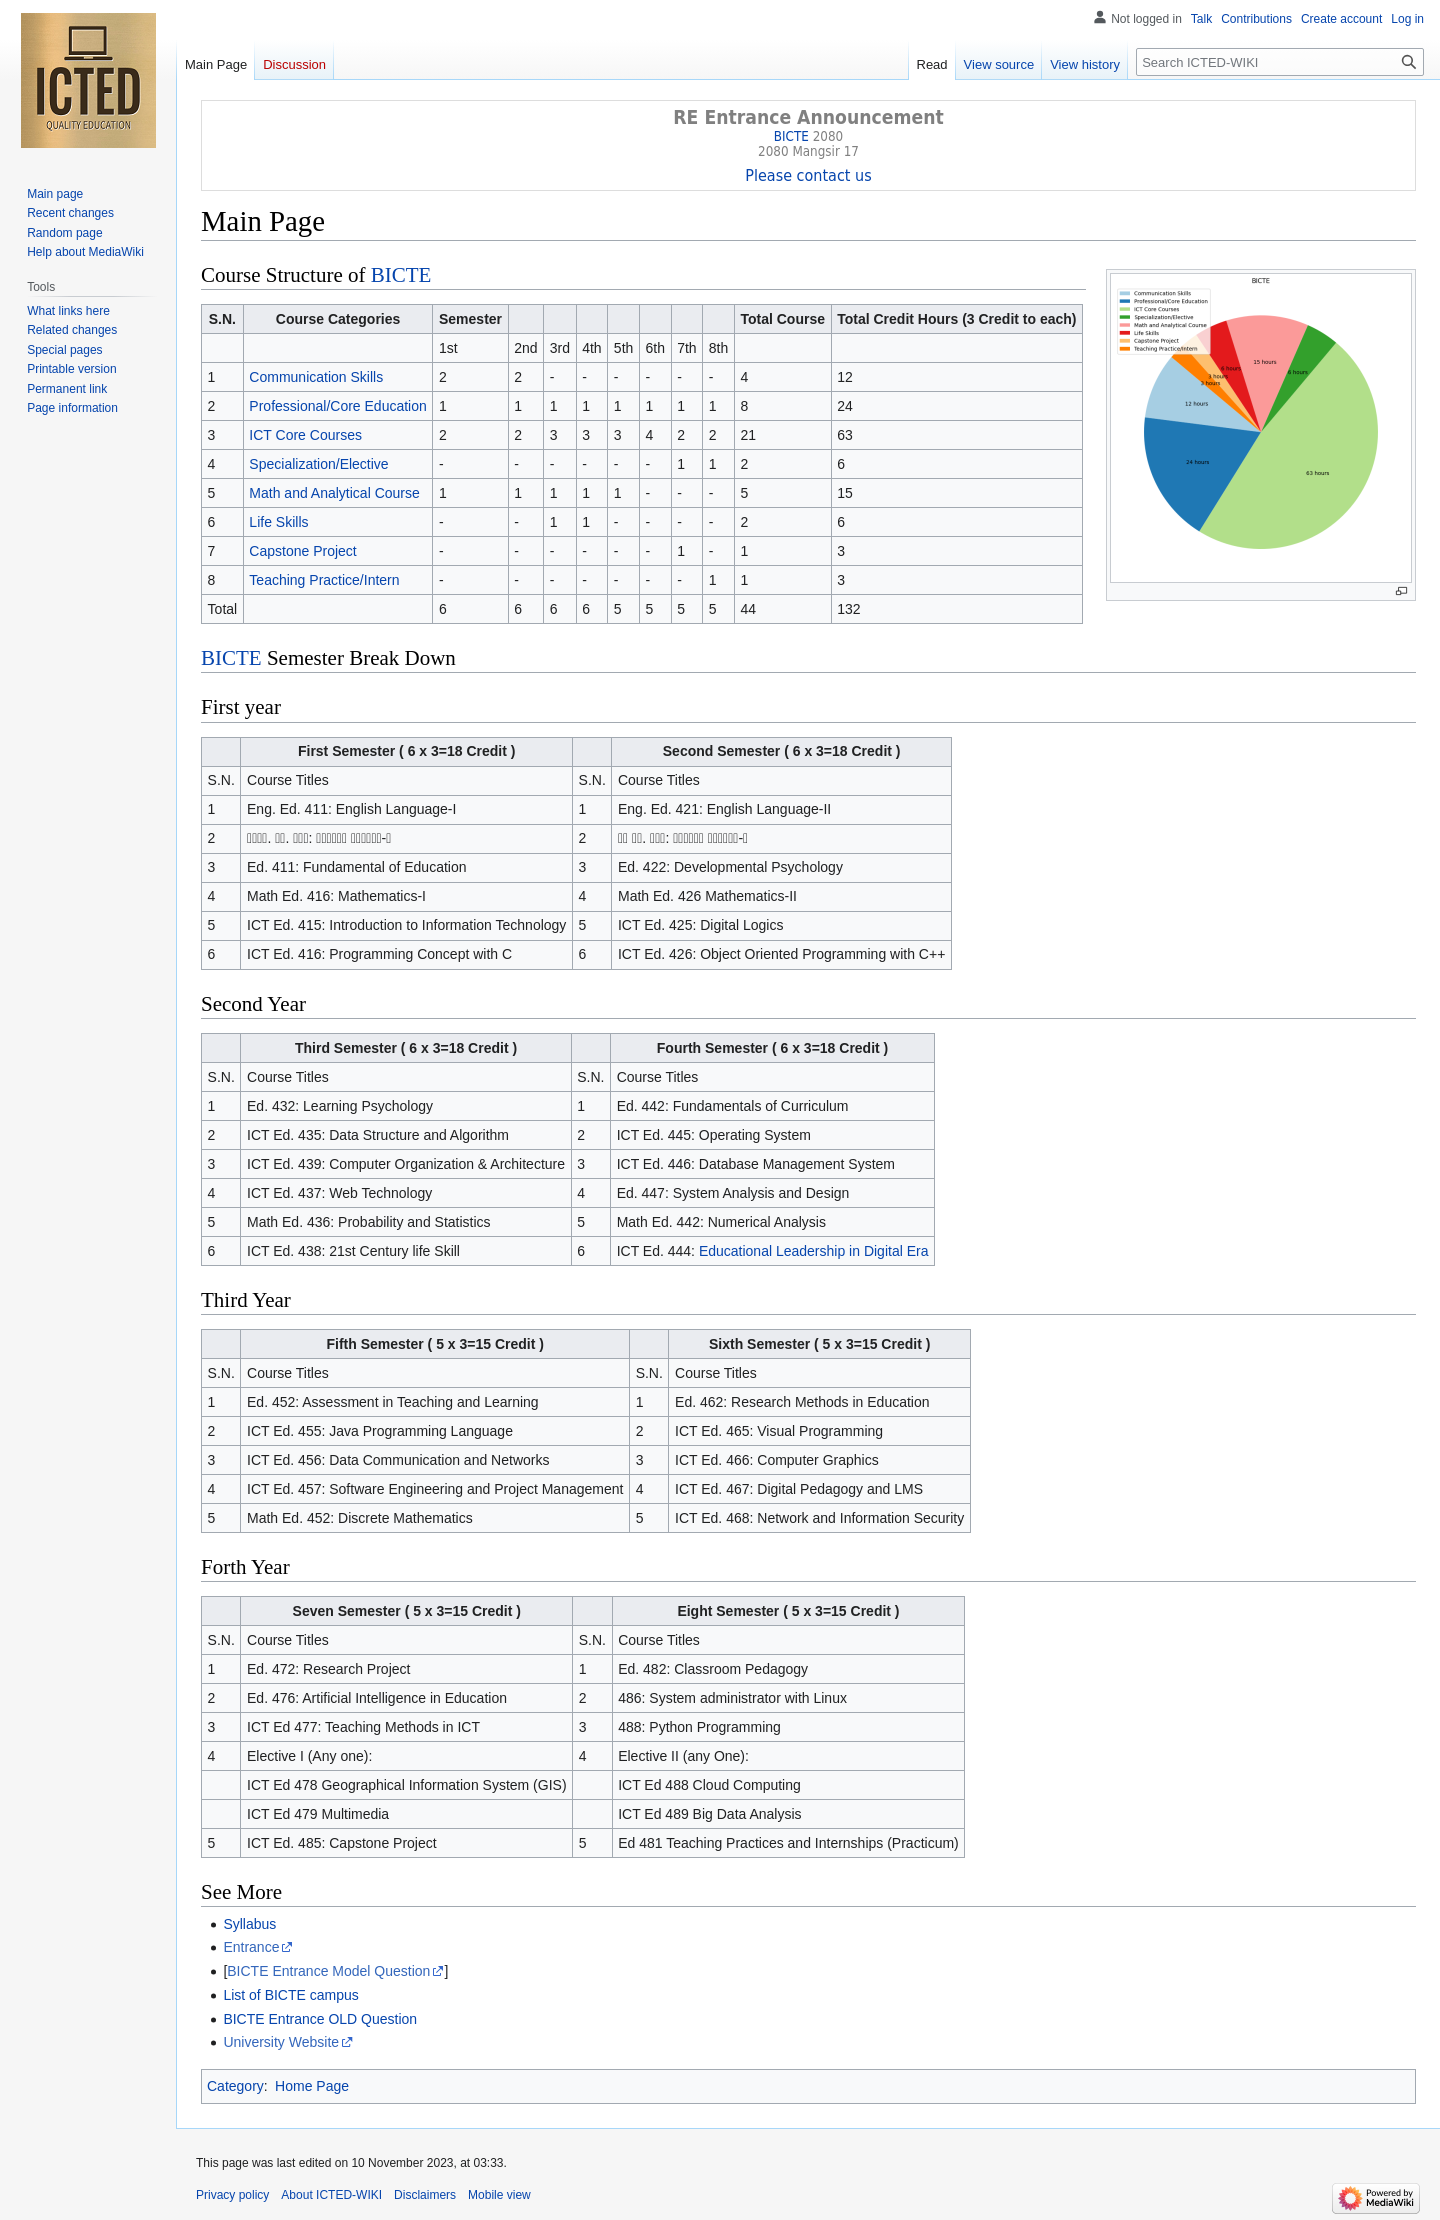 ICTED
QUALITY EDUCATION
Not logged in Talk Contributions Create account Log in
Main Page Discussion Read View source View history Search ICTED-WIKI
RE Entrance Announcement
BICTE 2080
2080 Mangsir 17
Please contact us
Main page
Recent changes
Random page
Help about MediaWiki
Tools
What links here
Related changes
Special pages
Printable version
Permanent link
Page information
Main Page
Course Structure of BICTE
S.N. Course Categories Semester Total Course Total Credit Hours (3 Credit to each)
1st 2nd 3rd 4th 5th 6th 7th 8th
1 Communication Skills 2 2 - - - - - - 4 12
2 Professional/Core Education 1 1 1 1 1 1 1 1 8 24
3 ICT Core Courses 2 2 3 3 3 4 2 2 21 63
4 Specialization/Elective - - - - - - 1 1 2 6
5 Math and Analytical Course 1 1 1 1 1 - - - 5 15
6 Life Skills - - 1 1 - - - - 2 6
7 Capstone Project - - - - - - 1 - 1 3
8 Teaching Practice/Intern - - - - - - - 1 1 3
Total 6 6 6 6 5 5 5 5 44 132
BICTE
Communication Skills
Professional/Core Education
ICT Core Courses
Specialization/Elective
Math and Analytical Course
Life Skills
Capstone Project
Teaching Practice/Intern
15 hours
6 hours
6 hours
3 hours
3 hours
12 hours
24 hours
63 hours
BICTE Semester Break Down
First year
First Semester ( 6 x 3=18 Credit ) Second Semester ( 6 x 3=18 Credit )
S.N. Course Titles S.N. Course Titles
1 Eng. Ed. 411: English Language-I 1 Eng. Ed. 421: English Language-II
2 2
3 Ed. 411: Fundamental of Education 3 Ed. 422: Developmental Psychology
4 Math Ed. 416: Mathematics-I 4 Math Ed. 426 Mathematics-II
5 ICT Ed. 415: Introduction to Information Technology 5 ICT Ed. 425: Digital Logics
6 ICT Ed. 416: Programming Concept with C 6 ICT Ed. 426: Object Oriented Programming with C++
Second Year
Third Semester ( 6 x 3=18 Credit ) Fourth Semester ( 6 x 3=18 Credit )
S.N. Course Titles S.N. Course Titles
1 Ed. 432: Learning Psychology 1 Ed. 442: Fundamentals of Curriculum
2 ICT Ed. 435: Data Structure and Algorithm 2 ICT Ed. 445: Operating System
3 ICT Ed. 439: Computer Organization & Architecture 3 ICT Ed. 446: Database Management System
4 ICT Ed. 437: Web Technology 4 Ed. 447: System Analysis and Design
5 Math Ed. 436: Probability and Statistics 5 Math Ed. 442: Numerical Analysis
6 ICT Ed. 438: 21st Century life Skill 6 ICT Ed. 444: Educational Leadership in Digital Era
Third Year
Fifth Semester ( 5 x 3=15 Credit ) Sixth Semester ( 5 x 3=15 Credit )
S.N. Course Titles S.N. Course Titles
1 Ed. 452: Assessment in Teaching and Learning 1 Ed. 462: Research Methods in Education
2 ICT Ed. 455: Java Programming Language 2 ICT Ed. 465: Visual Programming
3 ICT Ed. 456: Data Communication and Networks 3 ICT Ed. 466: Computer Graphics
4 ICT Ed. 457: Software Engineering and Project Management 4 ICT Ed. 467: Digital Pedagogy and LMS
5 Math Ed. 452: Discrete Mathematics 5 ICT Ed. 468: Network and Information Security
Forth Year
Seven Semester ( 5 x 3=15 Credit ) Eight Semester ( 5 x 3=15 Credit )
S.N. Course Titles S.N. Course Titles
1 Ed. 472: Research Project 1 Ed. 482: Classroom Pedagogy
2 Ed. 476: Artificial Intelligence in Education 2 486: System administrator with Linux
3 ICT Ed 477: Teaching Methods in ICT 3 488: Python Programming
4 Elective I (Any one): 4 Elective II (any One):
ICT Ed 478 Geographical Information System (GIS) ICT Ed 488 Cloud Computing
ICT Ed 479 Multimedia ICT Ed 489 Big Data Analysis
5 ICT Ed. 485: Capstone Project 5 Ed 481 Teaching Practices and Internships (Practicum)
See More
Syllabus
Entrance
[BICTE Entrance Model Question]
List of BICTE campus
BICTE Entrance OLD Question
University Website
Category: Home Page
This page was last edited on 10 November 2023, at 03:33.
Privacy policy About ICTED-WIKI Disclaimers Mobile view
Powered by
MediaWiki